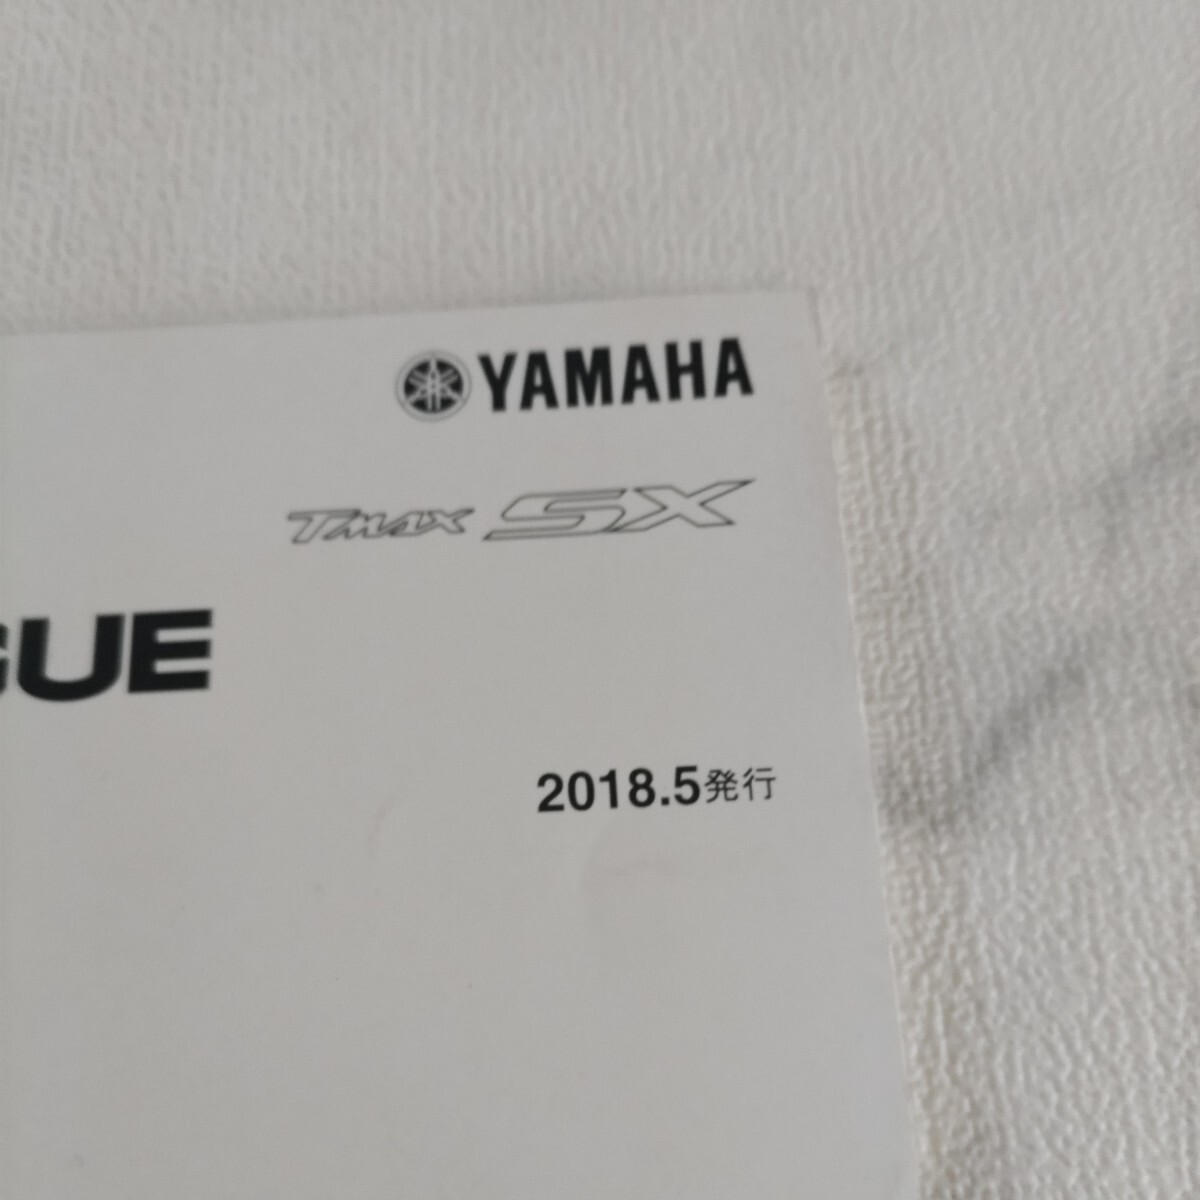 YAMAHA
TMAX SX
GUE
2018.5発行